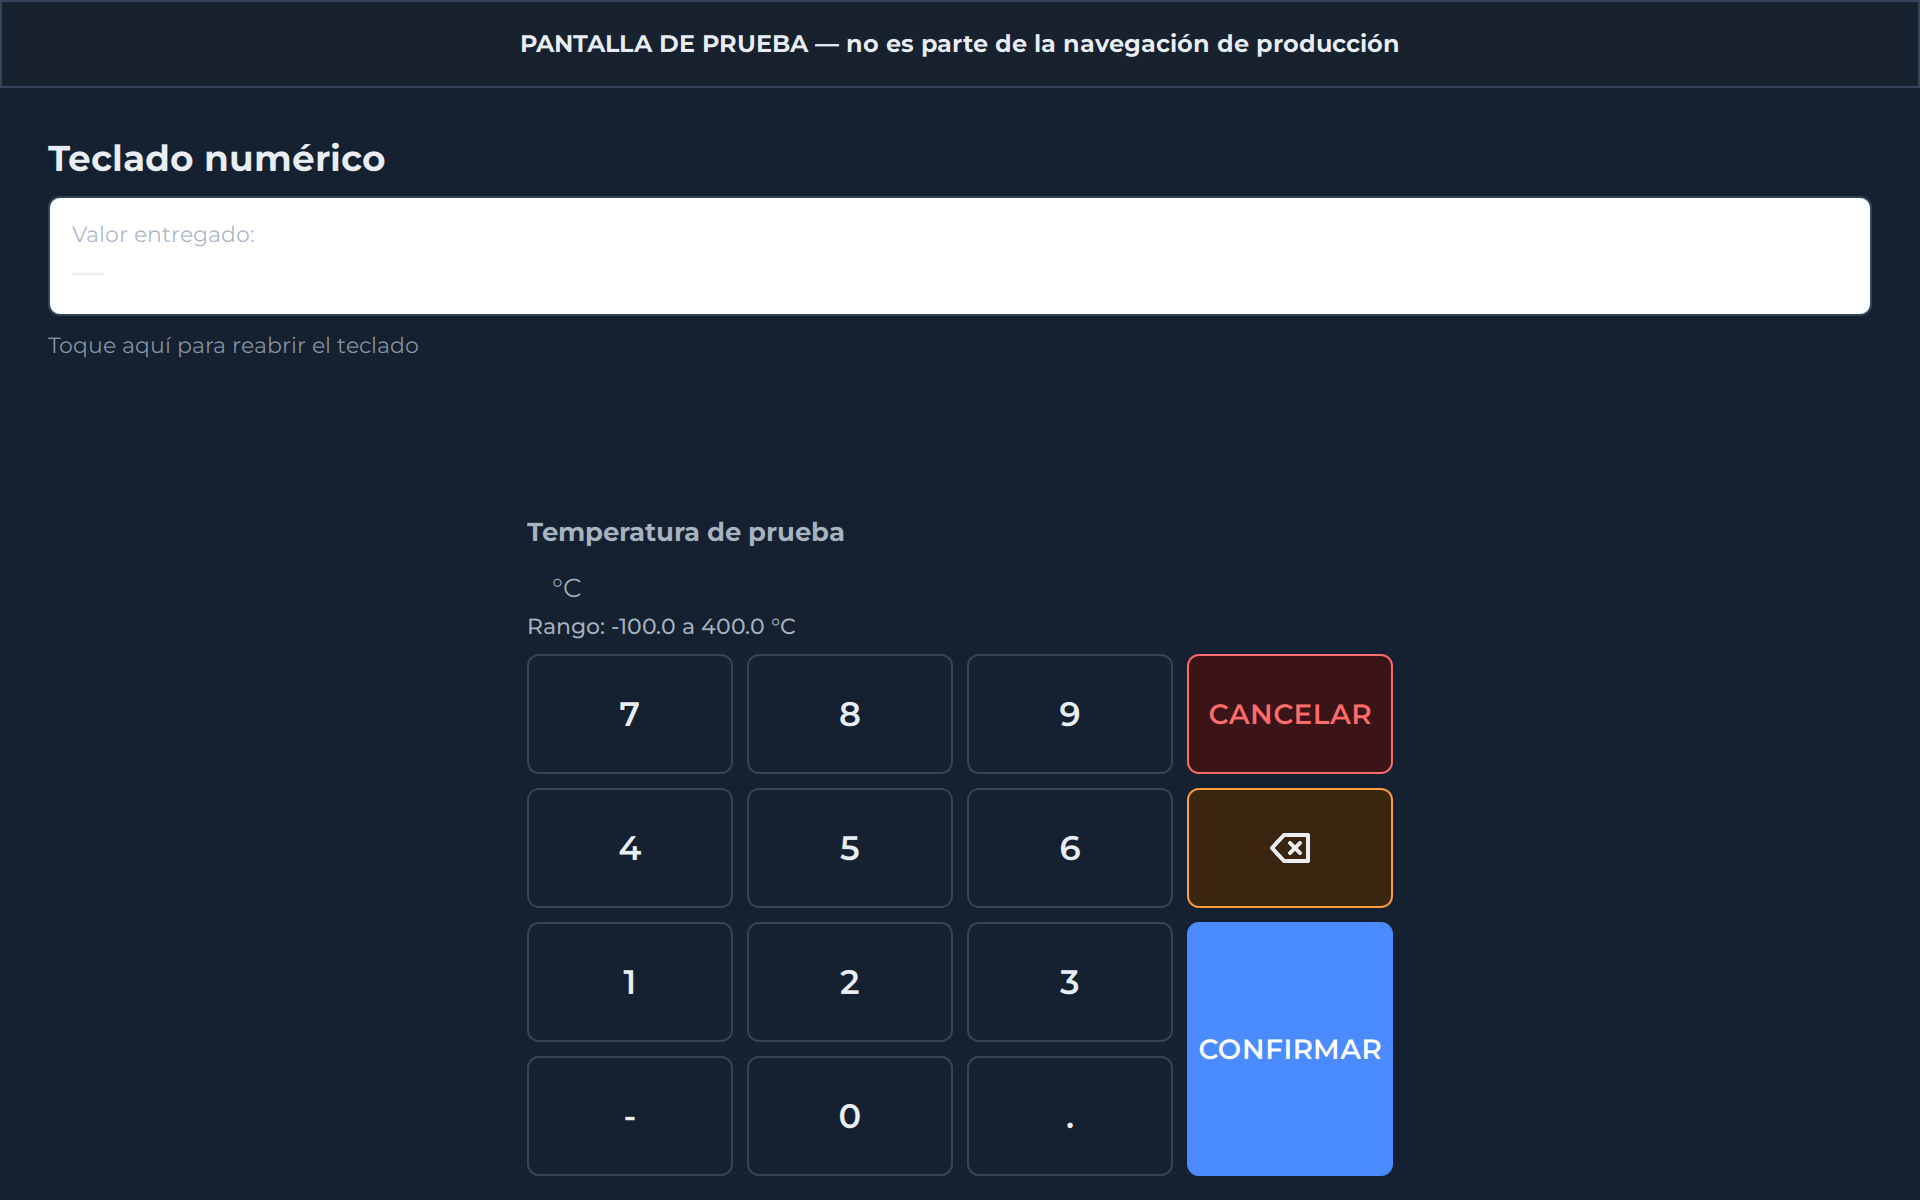 PANTALLA DE PRUEBA — no es parte de la navegación de producción
Teclado numérico
Valor entregado:
—
Toque aquí para reabrir el teclado
Temperatura de prueba
°C
Rango: -100.0 a 400.0 °C
7 8 9 CANCELAR
4 5 6
1 2 3
CONFIRMAR
- 0 .